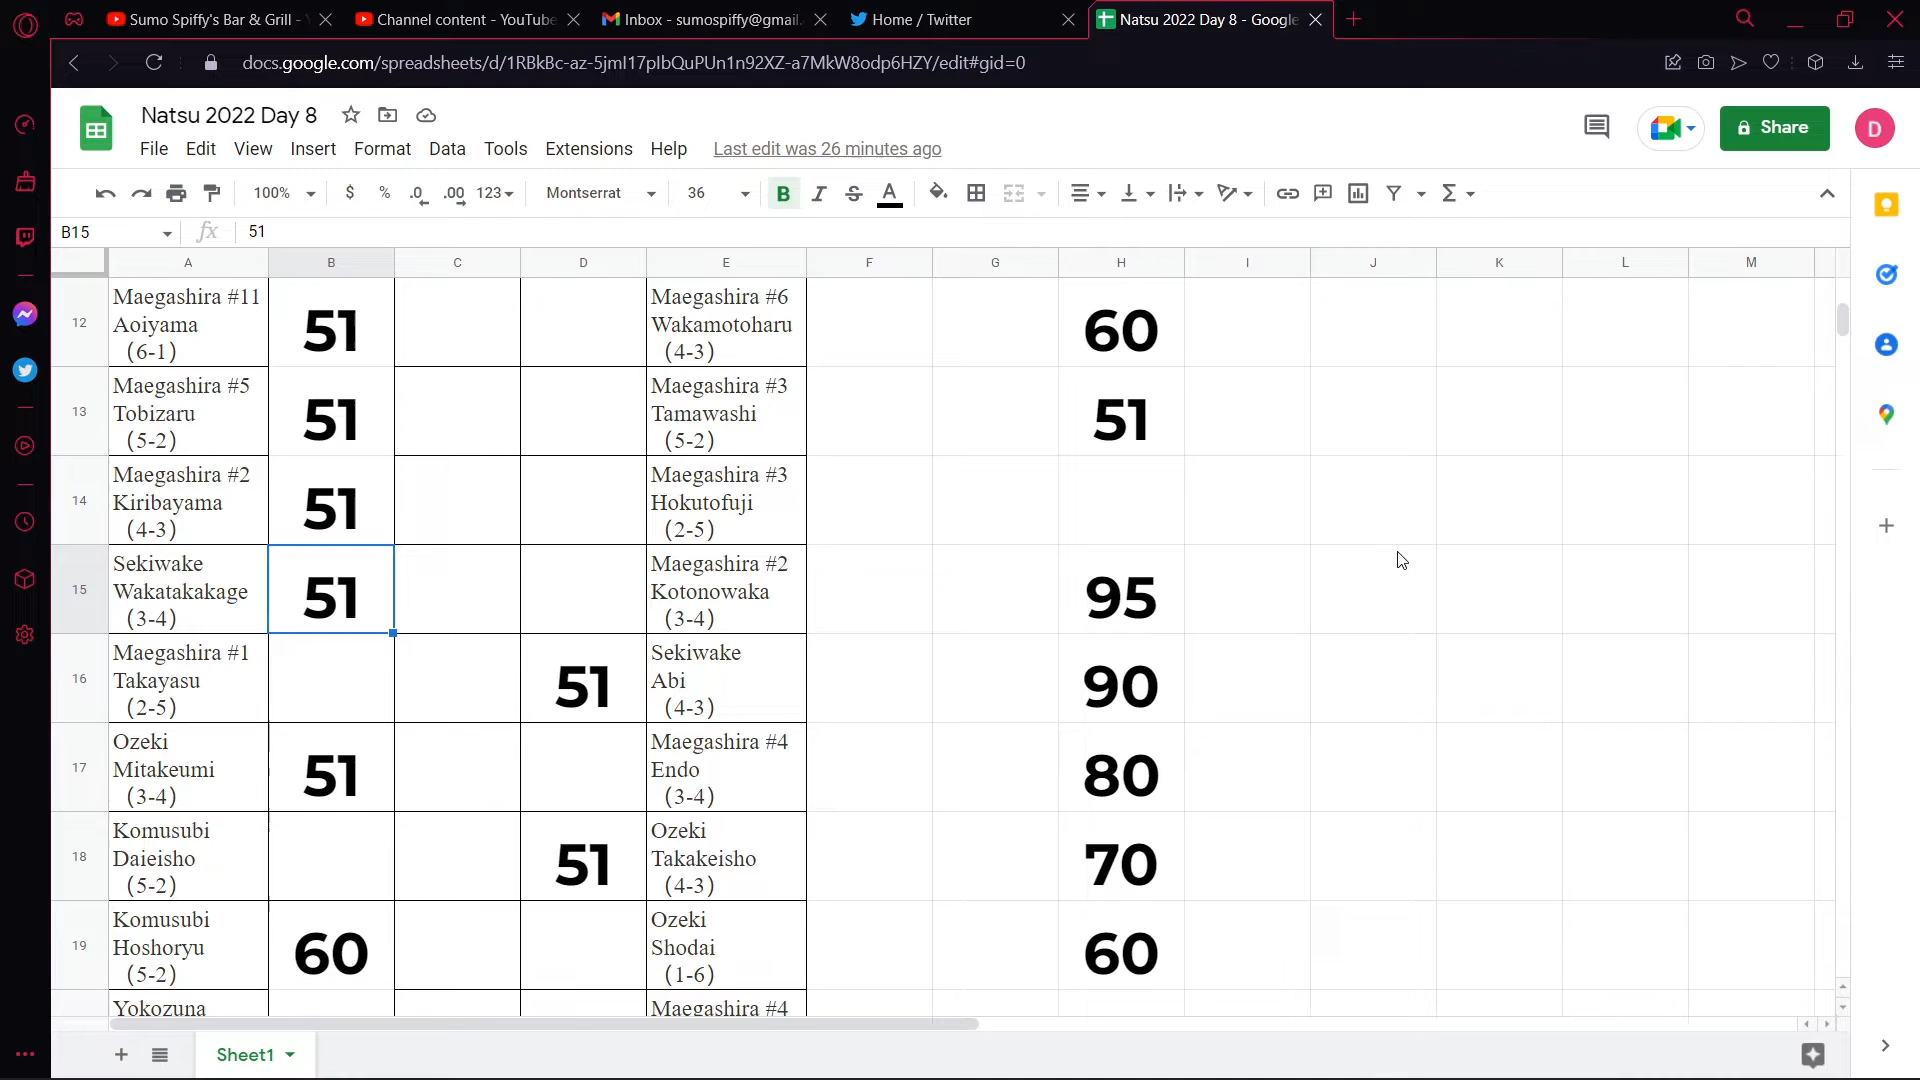 Sumo Spiffy's Bar & Grill -
Channel content - YouTube
Inbox - sumospiffy@gmail.
Home / Twitter
Natsu 2022 Day 8 - Google
docs.google.com/spreadsheets/d/1RBkBc-az-5jmI17pIbQuPUn1n92XZ-a7MkW8odp6HZY/edit#gid=0
Natsu 2022 Day 8
File Edit View Insert Format Data Tools Extensions Help Last edit was 26 minutes ago
Share
D
100% $ % .0 .00 123 Montserrat 36 B I S A
B15 fx 51
A B C D E F G H I J K L M
12
Maegashira #11
Aoiyama
(6-1)
51
Maegashira #6
Wakamotoharu
(4-3)
60
13
Maegashira #5
Tobizaru
(5-2)
51
Maegashira #3
Tamawashi
(5-2)
51
14
Maegashira #2
Kiribayama
(4-3)
51
Maegashira #3
Hokutofuji
(2-5)
15
Sekiwake
Wakatakakage
(3-4)
51
Maegashira #2
Kotonowaka
(3-4)
95
16
Maegashira #1
Takayasu
(2-5)
51
Sekiwake
Abi
(4-3)
90
17
Ozeki
Mitakeumi
(3-4)
51
Maegashira #4
Endo
(3-4)
80
18
Komusubi
Daieisho
(5-2)
51
Ozeki
Takakeisho
(4-3)
70
19
Komusubi
Hoshoryu
(5-2)
60
Ozeki
Shodai
(1-6)
60
Yokozuna
Maegashira #4
Sheet1